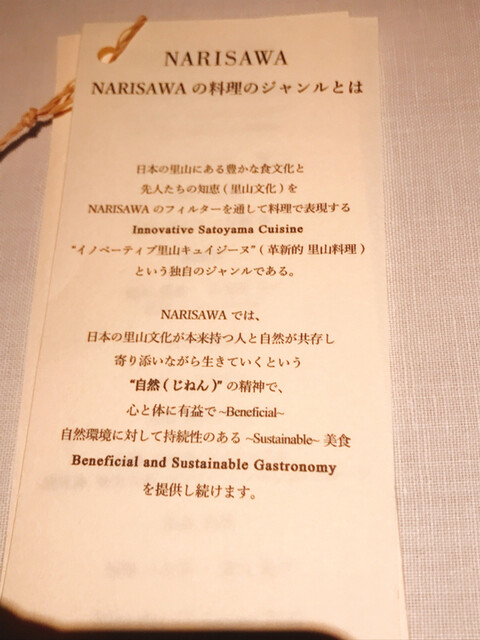 NARISAWA
NARISAWA の料理のジャンルとは
日本の里山にある豊かな食文化と
先人たちの知恵 ( 里山文化 ) を
NARISAWA のフィルターを通して料理で表現する
Innovative Satoyama Cuisine
“イノベーティブ里山キュイジーヌ” ( 革新的 里山料理 )
という独自のジャンルである。
NARISAWA では、
日本の里山文化が本来持つ人と自然が共存し
寄り添いながら生きていくという
“自然 ( じねん )” の精神で、
心と体に有益で ~Beneficial~
自然環境に対して持続性のある ~Sustainable~ 美食
Beneficial and Sustainable Gastronomy
を提供し続けます。